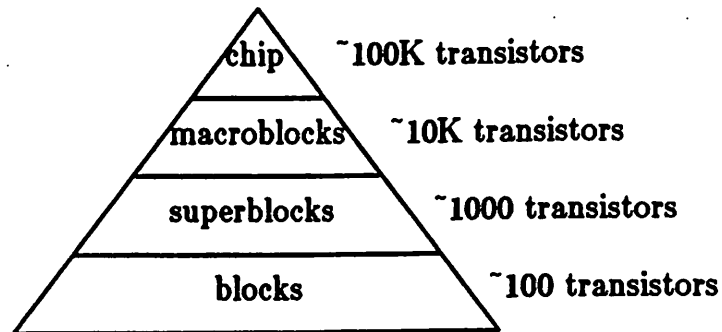 chip ~100K transistors
macroblocks ~10K transistors
superblocks ~1000 transistors
blocks ~100 transistors